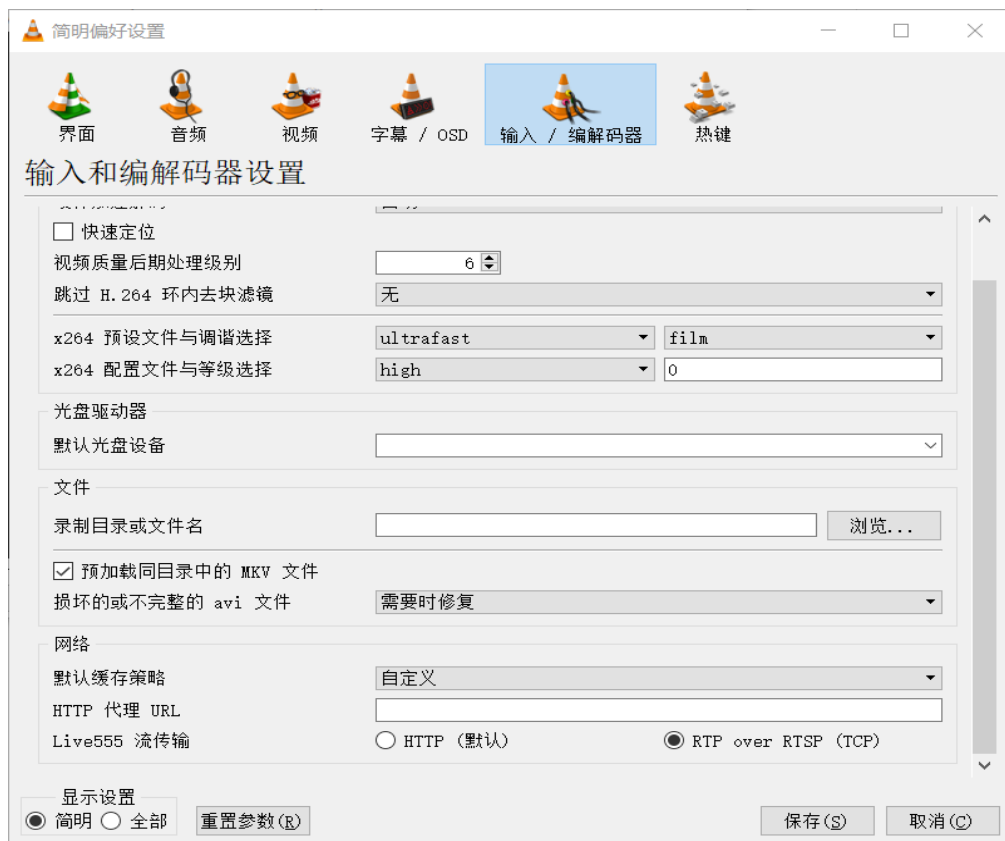 简明偏好设置
界面 音频 视频 字幕 / OSD 输入 / 编解码器 热键
输入和编解码器设置
快速定位
视频质量后期处理级别 6
跳过 H.264 环内去块滤镜 无
x264 预设文件与调谐选择 ultrafast film
x264 配置文件与等级选择 high 0
光盘驱动器
默认光盘设备
文件
录制目录或文件名 浏览...
预加载同目录中的 MKV 文件
损坏的或不完整的 avi 文件 需要时修复
网络
默认缓存策略 自定义
HTTP 代理 URL
Live555 流传输 HTTP (默认) RTP over RTSP (TCP)
显示设置
简明 全部 重置参数(R) 保存(S) 取消(C)